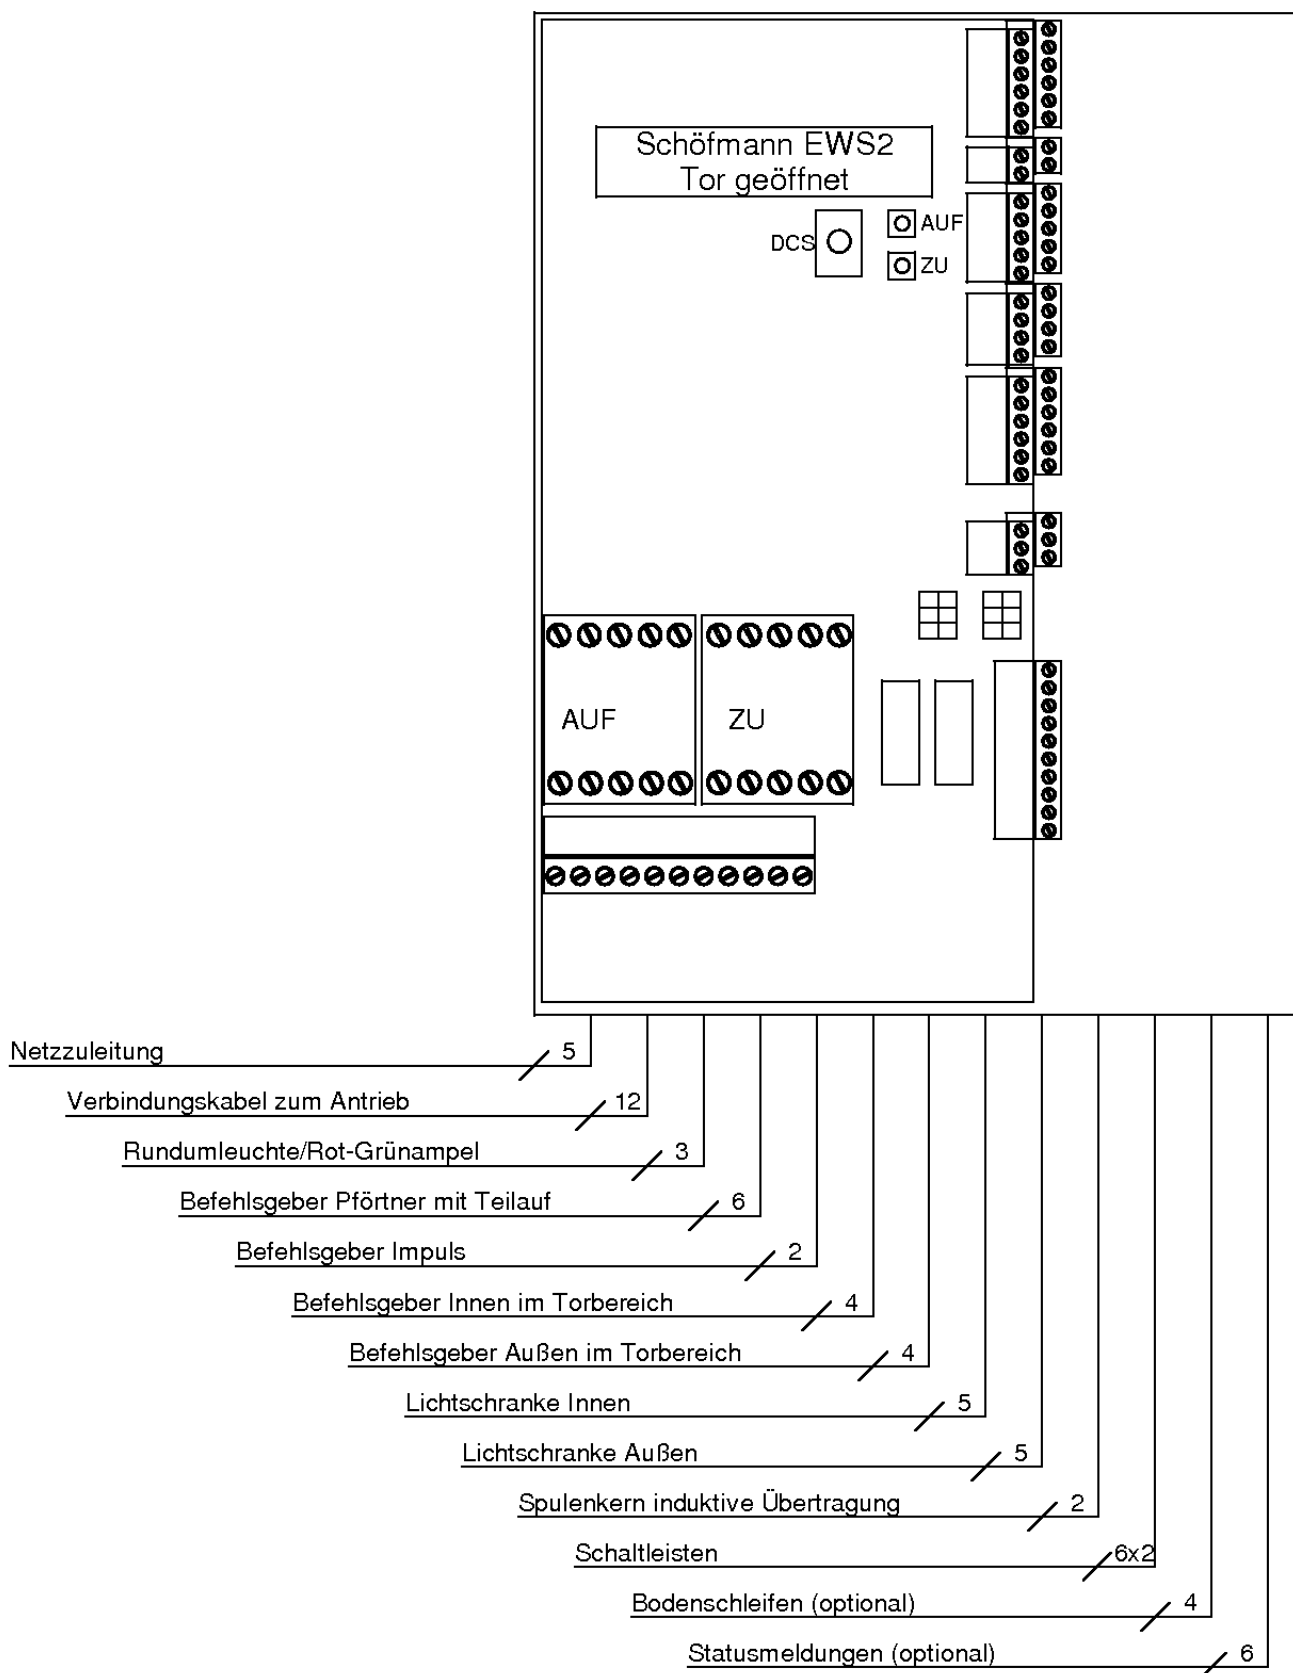 Schöfmann EWS2
Tor geöffnet
DCS
AUF
ZU
AUF
ZU
Netzzuleitung 5
Verbindungskabel zum Antrieb 12
Rundumleuchte/Rot-Grünampel 3
Befehlsgeber Pförtner mit Teilauf 6
Befehlsgeber Impuls 2
Befehlsgeber Innen im Torbereich 4
Befehlsgeber Außen im Torbereich 4
Lichtschranke Innen 5
Lichtschranke Außen 5
Spulenkern induktive Übertragung 2
Schaltleisten 6x2
Bodenschleifen (optional) 4
Statusmeldungen (optional) 6